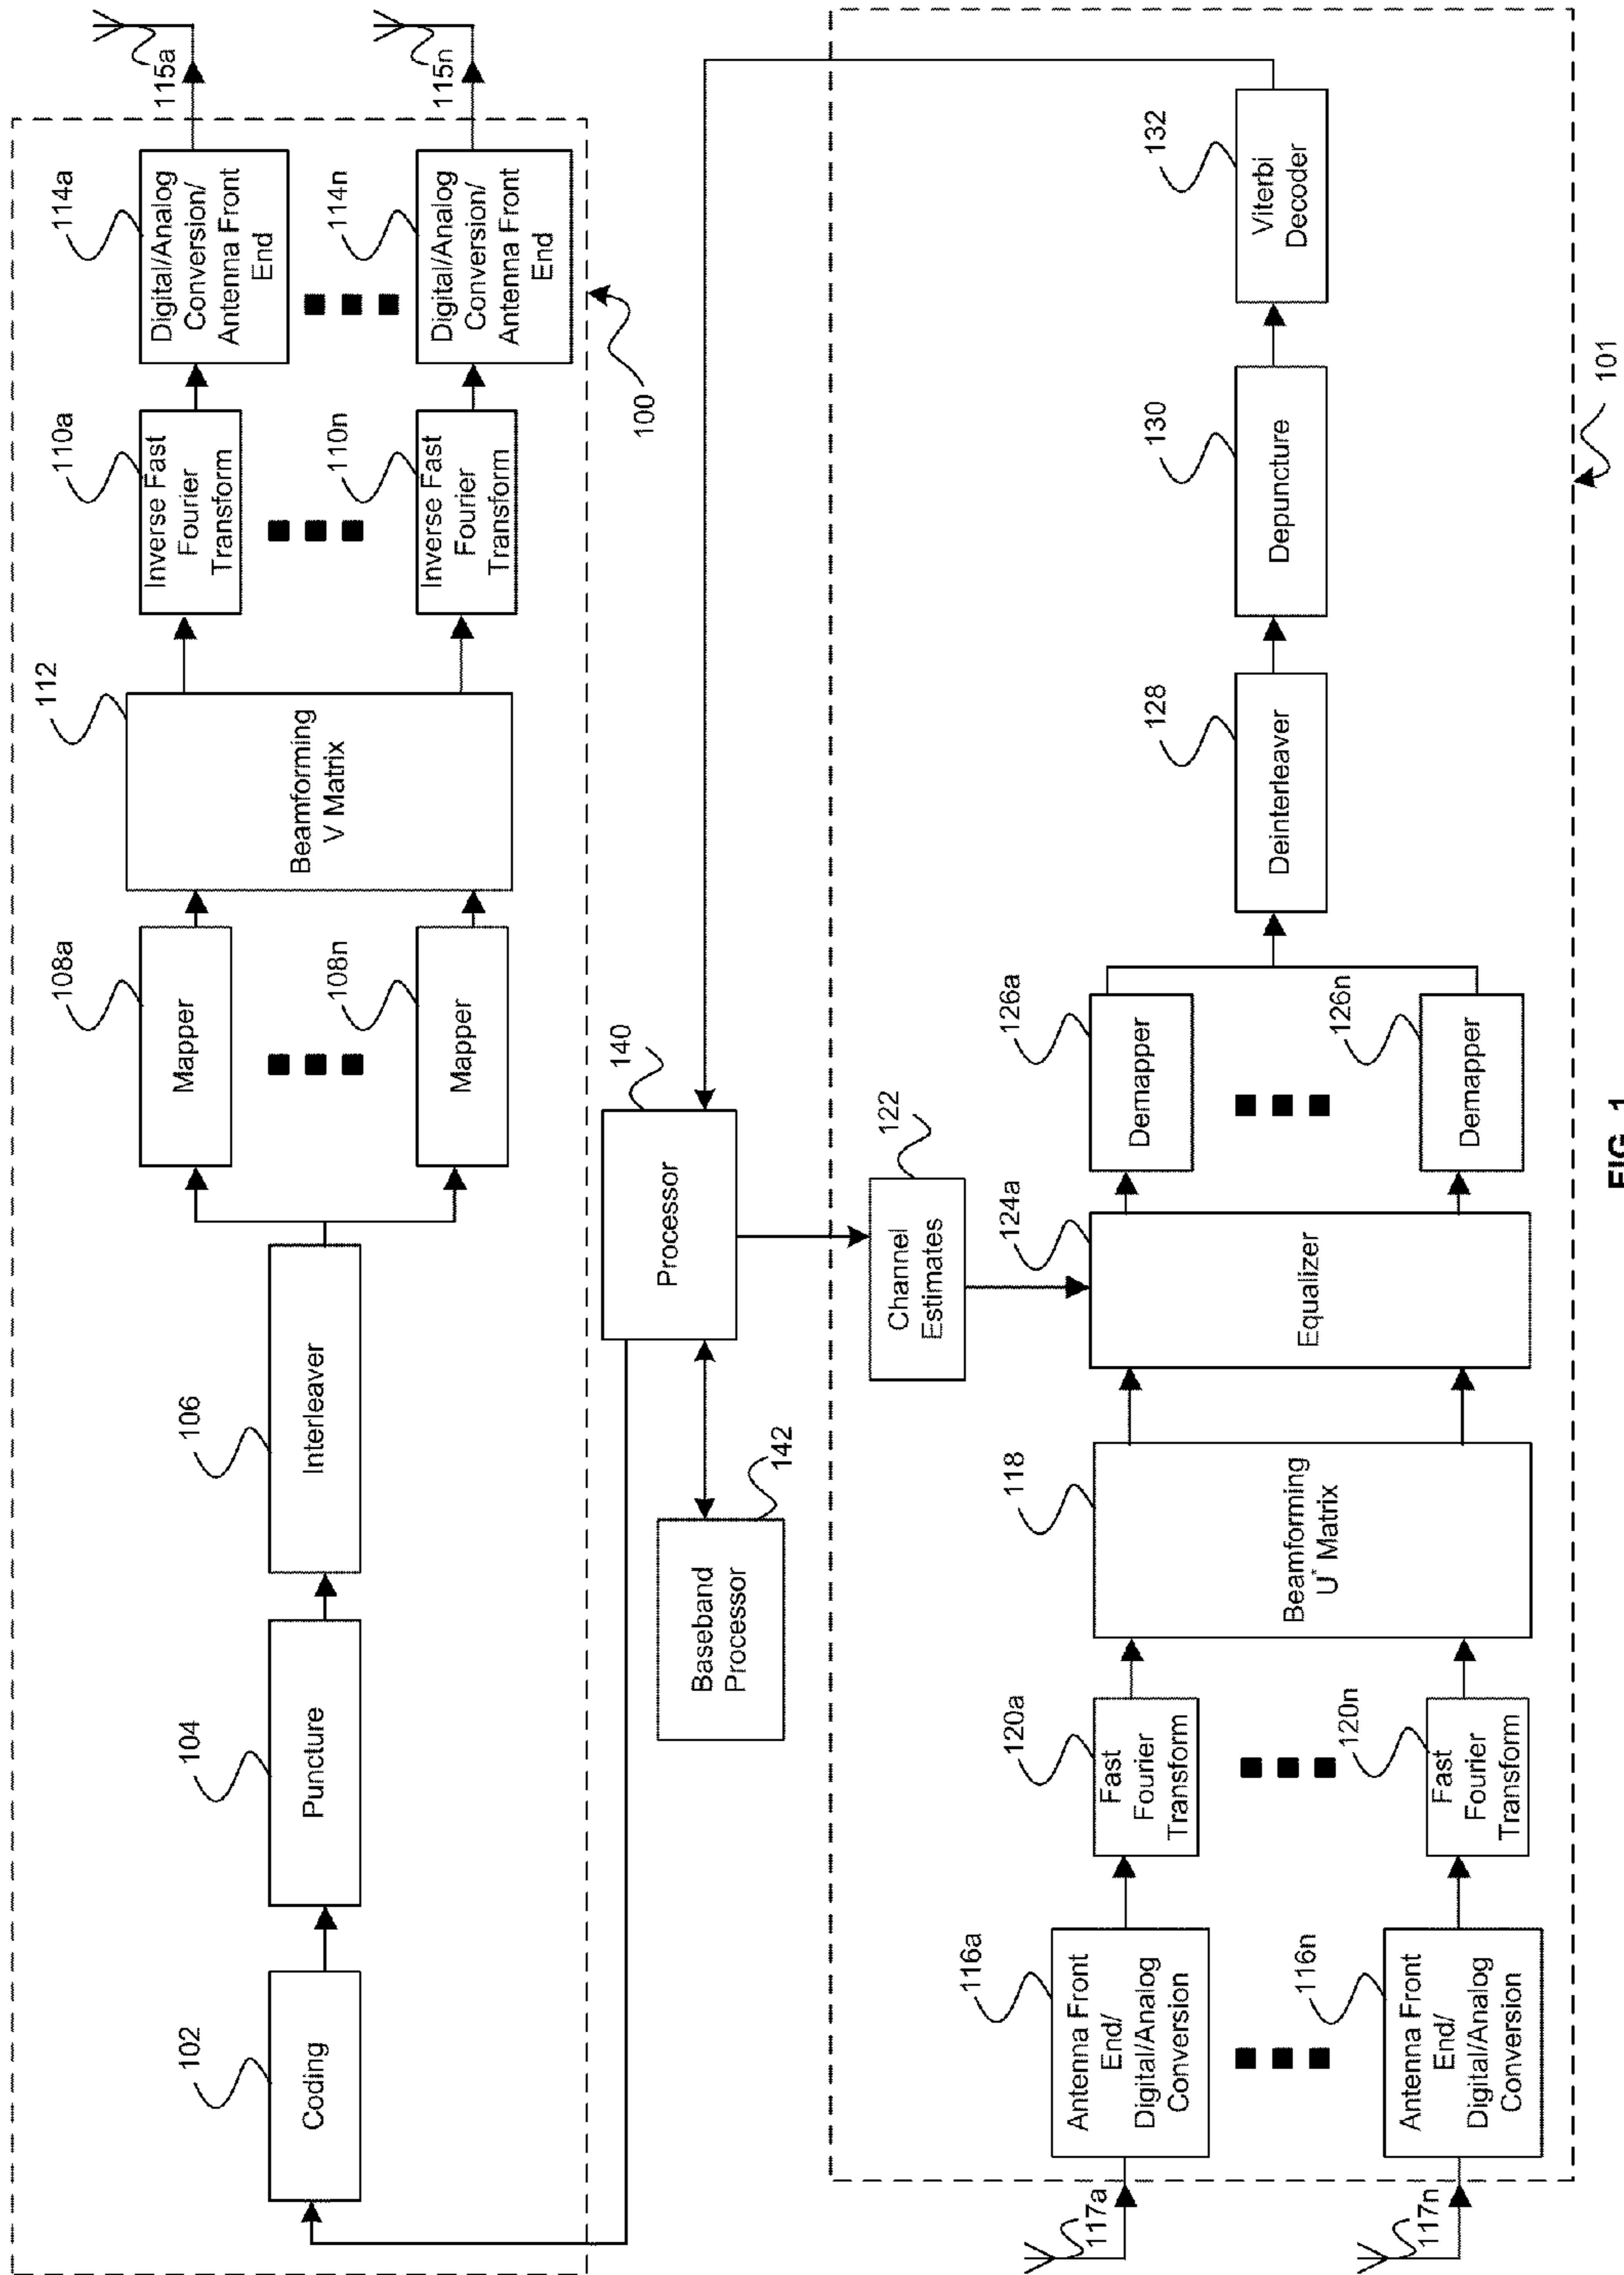 102
Coding
104
Puncture
106
Interleaver
108a
Mapper
108n
Mapper
112
Beamforming
V Matrix
110a
Inverse Fast
Fourier
Transform
110n
Inverse Fast
Fourier
Transform
114a
Digital/Analog
Conversion/
Antenna Front
End
114n
Digital/Analog
Conversion/
Antenna Front
End
115a
115n
100
140
Processor
Baseband
Processor
142
122
Channel
Estimates
117a
117n
116a
Antenna Front
End/
Digital/Analog
Conversion
116n
Antenna Front
End/
Digital/Analog
Conversion
120a
Fast
Fourier
Transform
120n
Fast
Fourier
Transform
118
Beamforming
U* Matrix
124a
Equalizer
126a
Demapper
126n
Demapper
128
Deinterleaver
130
Depuncture
132
Viterbi
Decoder
101
FIG. 1